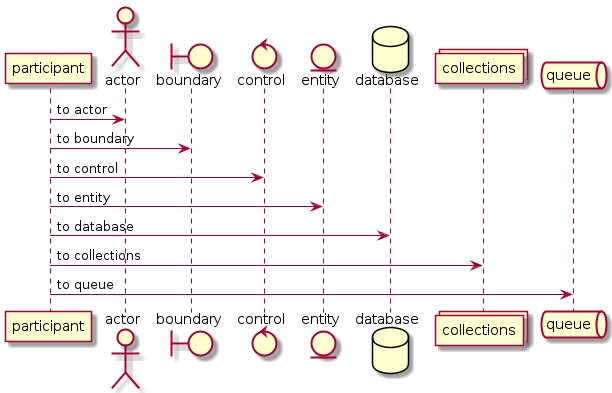 participant
actor
boundary
control
entity
database
collections
queue
to actor
to boundary
to control
to entity
to database
to collections
to queue
participant
actor
boundary
control
entity
database
collections
queue